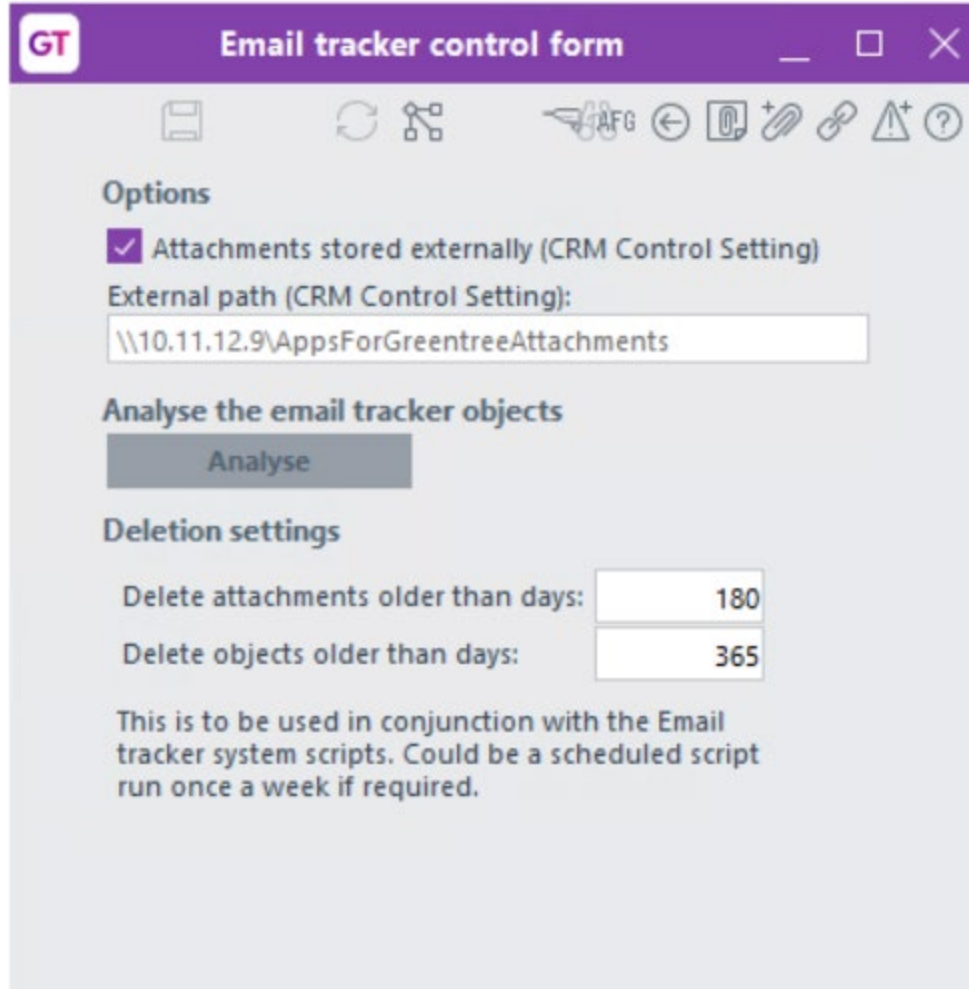 GT
Email tracker control form
AFG
Options
Attachments stored externally (CRM Control Setting)
External path (CRM Control Setting):
\\10.11.12.9\AppsForGreentreeAttachments
Analyse the email tracker objects
Analyse
Deletion settings
Delete attachments older than days: 180
Delete objects older than days: 365
This is to be used in conjunction with the Email
tracker system scripts. Could be a scheduled script
run once a week if required.